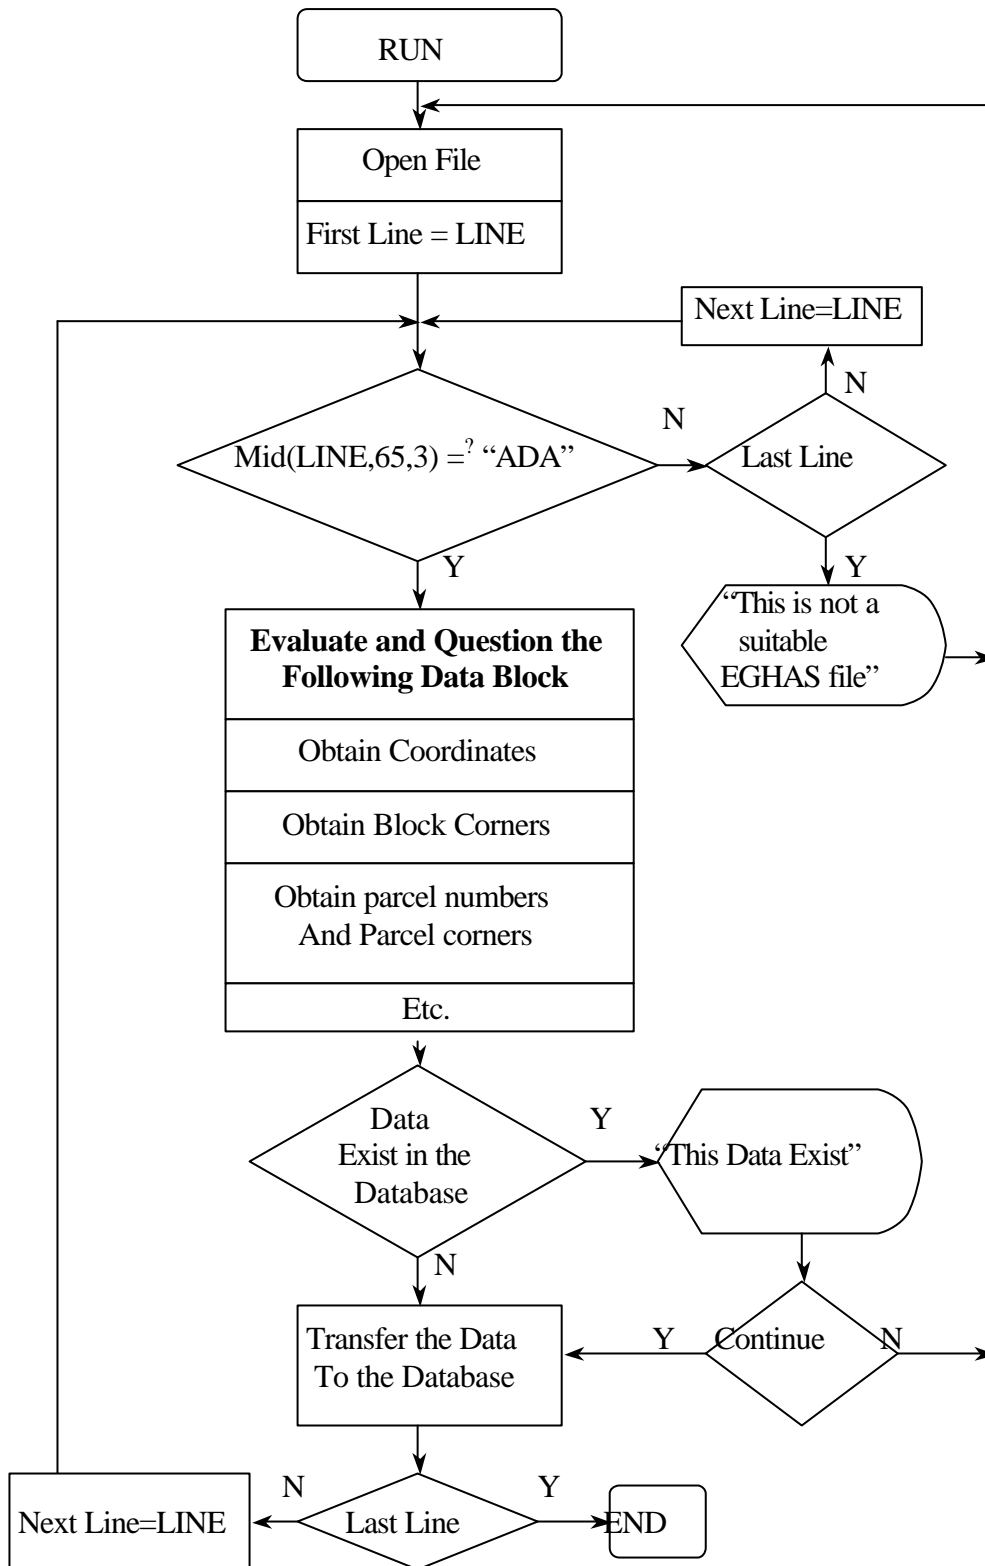 RUN
Open File
First Line = LINE
Next Line=LINE
N
N
Mid(LINE,65,3) =? “ADA”
Last Line
Y
Y
“This is not a
suitable
EGHAS file”
Evaluate and Question the
Following Data Block
Obtain Coordinates
Obtain Block Corners
Obtain parcel numbers
And Parcel corners
Etc.
Data
Exist in the
Database
Y
“This Data Exist”
N
Transfer the Data
To the Database
Y
Continue
N
N
Y
Next Line=LINE
Last Line
END